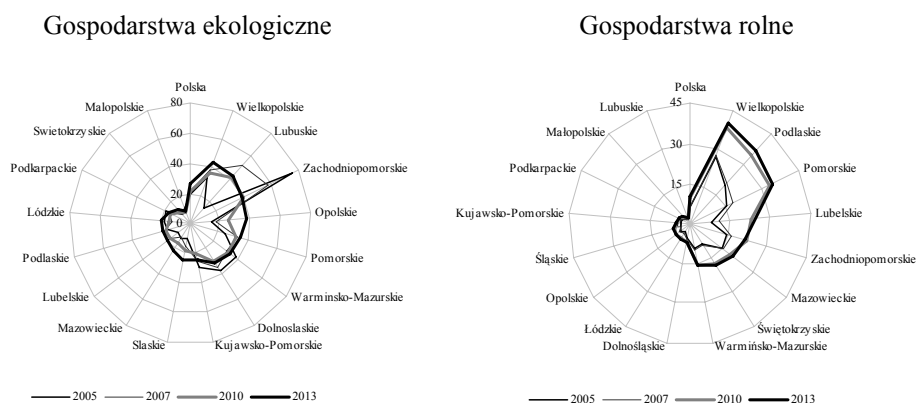 Gospodarstwa ekologiczne
Polska
80
Wielkopolskie
Lubuskie
Zachodniopomorskie
Opolskie
Pomorskie
Warminsko-Mazurskie
Dolnoslaskie
Kujawsko-Pomorskie
Slaskie
Mazowieckie
Lubelskie
Podlaskie
Lódzkie
Podkarpackie
Swietokrzyskie
Malopolskie
60
40
20
0
2005 2007 2010 2013
Gospodarstwa rolne
Polska
45
Wielkopolskie
Podlaskie
Pomorskie
Lubelskie
Zachodniopomorskie
Mazowieckie
Świętokrzyskie
Warmińsko-Mazurskie
Dolnośląskie
Łódzkie
Opolskie
Śląskie
Kujawsko-Pomorskie
Podkarpackie
Małopolskie
Lubuskie
30
15
0
2005 2007 2010 2013